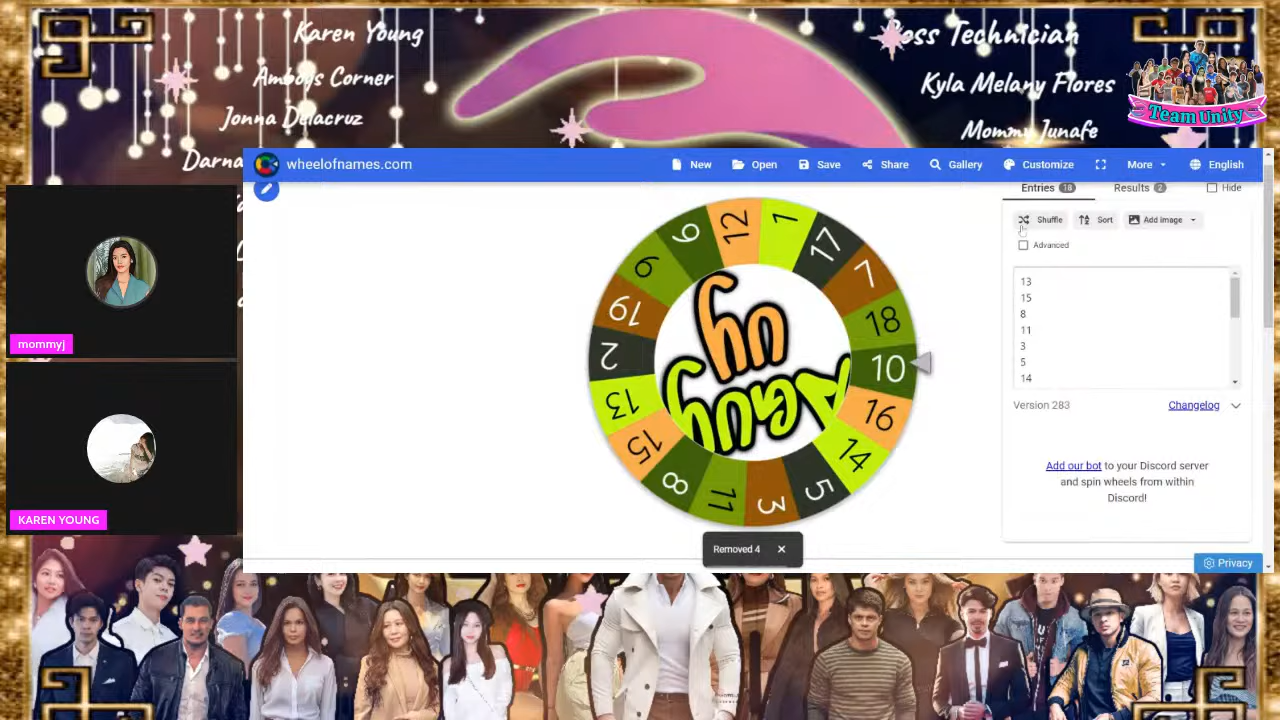 Karen Young
Amboys Corner
Jonna Delacruz
Darna
oss Technician
Kyla Melany Flores
Mommy Junafe
Team Unity
wheelofnames.com
New
Open
Save
Share
Gallery
Customize
More
English
Entries 18
Results 2
Hide
Shuffle
Sort
Add image
Advanced
13
15
8
11
3
5
14
Version 283
Changelog
Add our bot to your Discord server
and spin wheels from within
Discord!
1
17
7
18
10
16
14
5
3
11
8
15
13
2
19
6
9
12
Removed 4
Privacy
mommyj
KAREN YOUNG